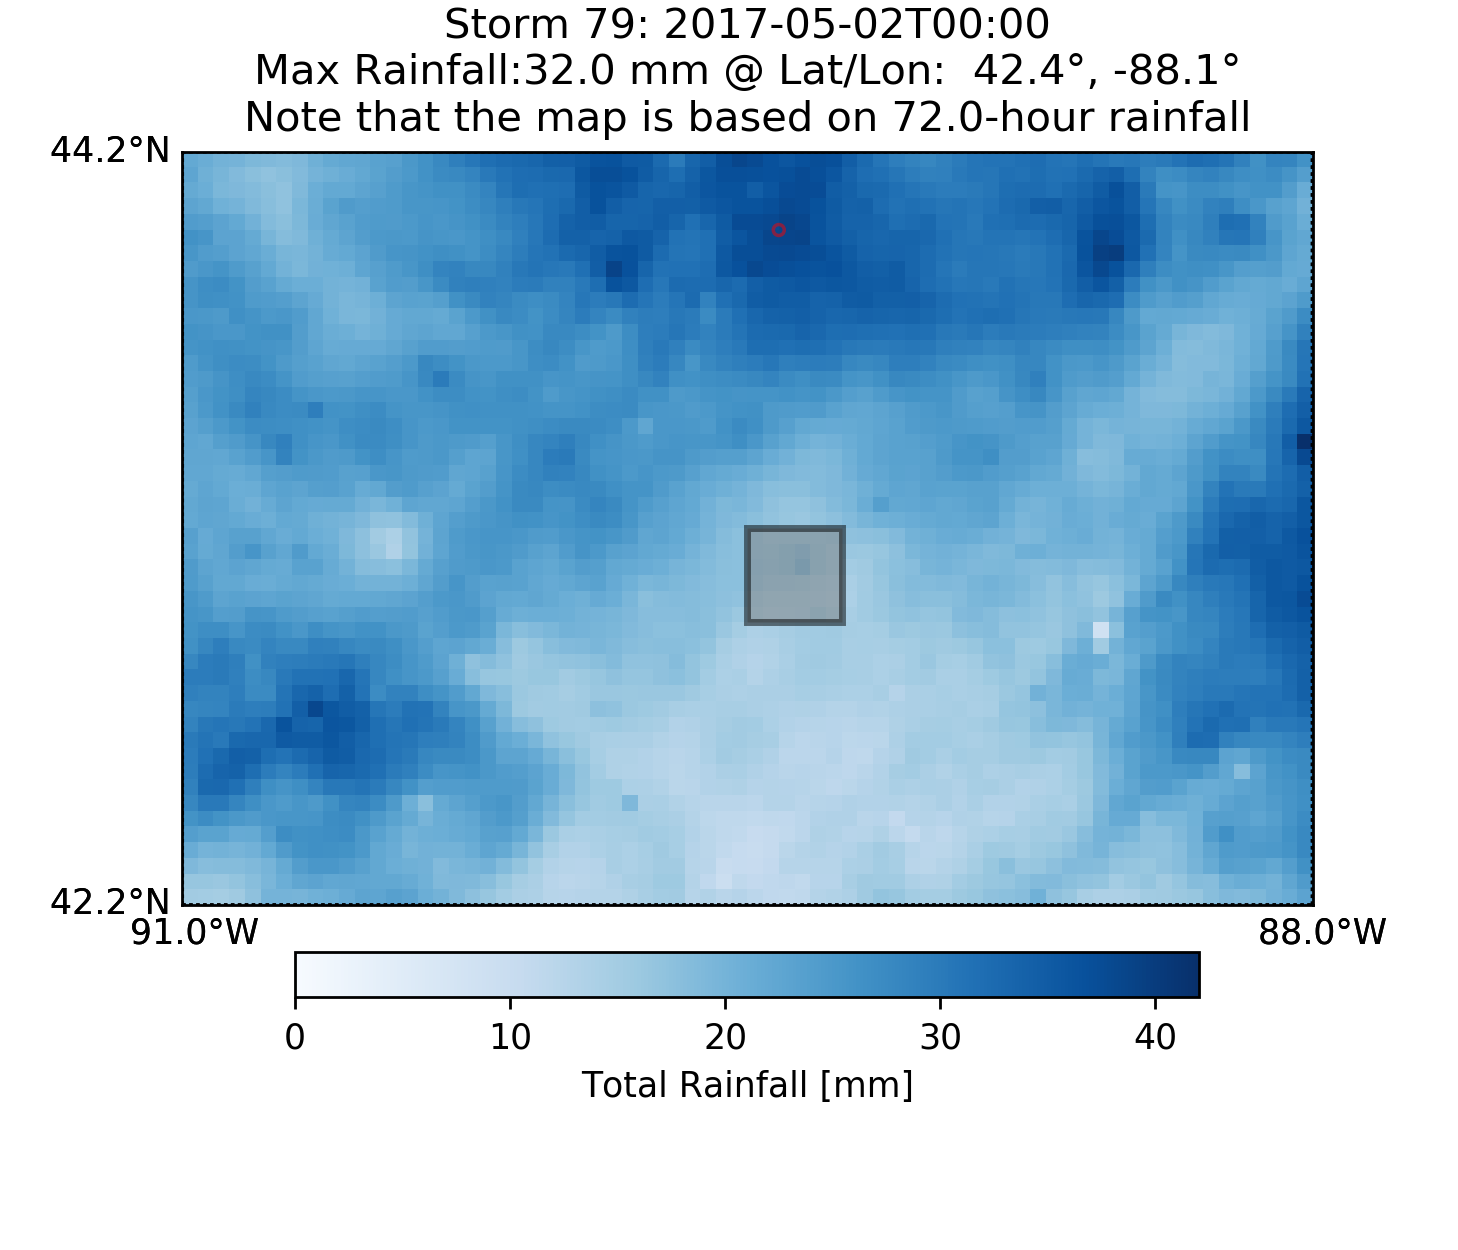 Storm 79: 2017-05-02T00:00
Max Rainfall:32.0 mm @ Lat/Lon:  42.4°, -88.1°
Note that the map is based on 72.0-hour rainfall
44.2°N
42.2°N
91.0°W 88.0°W
0 10 20 30 40
Total Rainfall [mm]